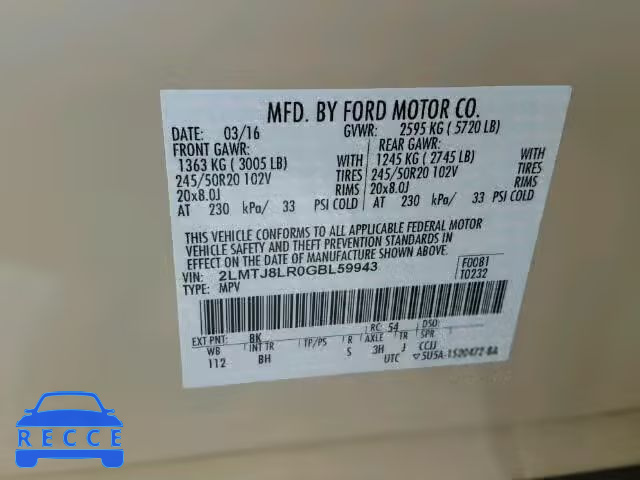 MFD. BY FORD MOTOR CO.
DATE: 03/16 GVWR: 2595 KG ( 5720 LB)
FRONT GAWR: REAR GAWR:
1363 KG ( 3005 LB) WITH 1245 KG ( 2745 LB) WITH
245/50R20 102V TIRES 245/50R20 102V TIRES
20x8.0J RIMS 20x8.0J RIMS
AT 230 kPa/ 33 PSI COLD AT 230 kPa/ 33 PSI COLD
THIS VEHICLE CONFORMS TO ALL APPLICABLE FEDERAL MOTOR
VEHICLE SAFETY AND THEFT PREVENTION STANDARDS IN
EFFECT ON THE DATE OF MANUFACTURE SHOWN ABOVE.
VIN: 2LMTJ8LR0GBL59943 F0081
TYPE: MPV T0232
EXT PNT: BK RC: 54 DSO:
WB INT TR TP/PS R AXLE TR SPR
112 BH S 3H J CCJJ
UTC 5U5A-1520472-BA
RECCE